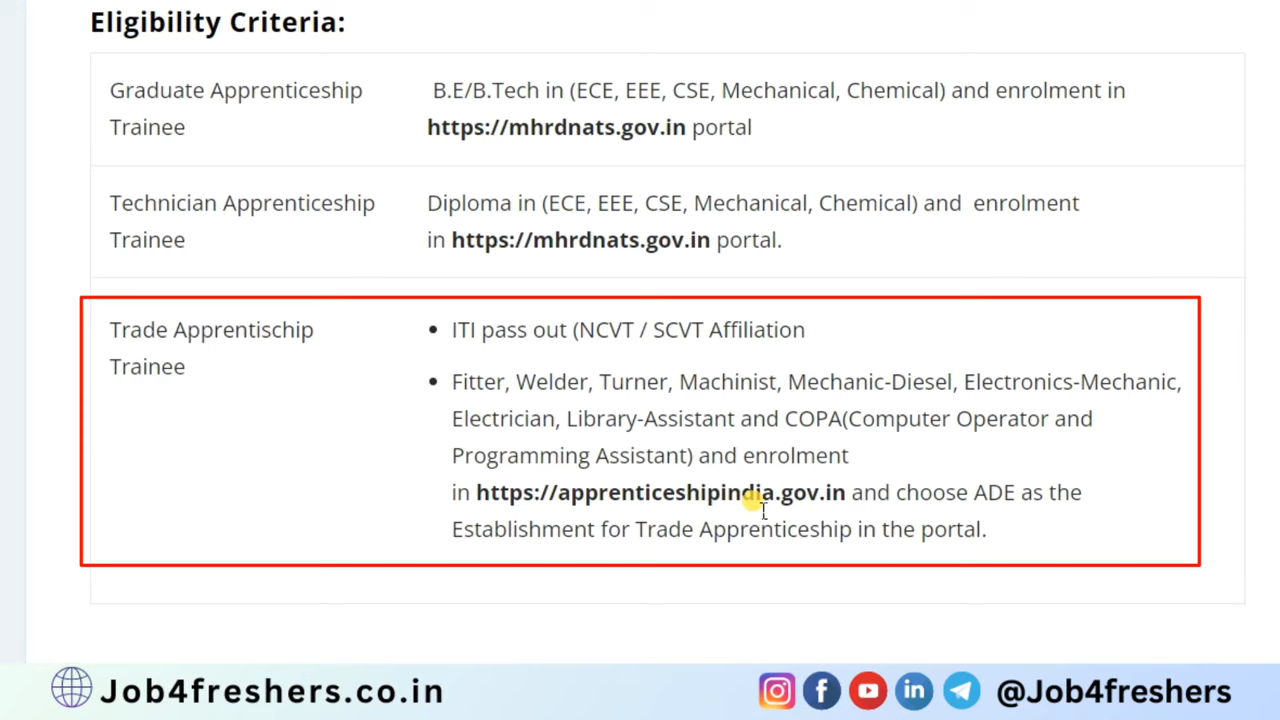 Eligibility Criteria:
Graduate Apprenticeship
Trainee
B.E/B.Tech in (ECE, EEE, CSE, Mechanical, Chemical) and enrolment in
https://mhrdnats.gov.in portal
Technician Apprenticeship
Trainee
Diploma in (ECE, EEE, CSE, Mechanical, Chemical) and enrolment
in https://mhrdnats.gov.in portal.
Trade Apprentischip
Trainee
• ITI pass out (NCVT / SCVT Affiliation
• Fitter, Welder, Turner, Machinist, Mechanic-Diesel, Electronics-Mechanic,
Electrician, Library-Assistant and COPA(Computer Operator and
Programming Assistant) and enrolment
in https://apprenticeshipindia.gov.in and choose ADE as the
Establishment for Trade Apprenticeship in the portal.
Job4freshers.co.in
@Job4freshers